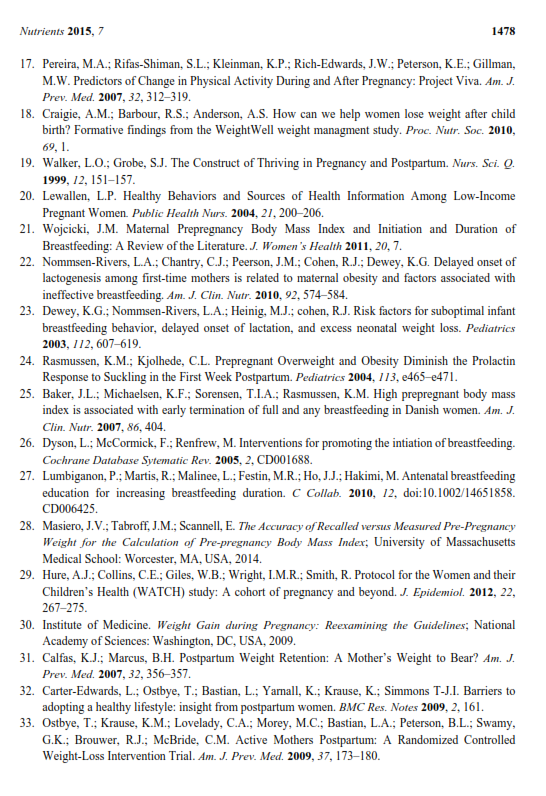 Nutrients 2015, 7 1478
17. Pereira, M.A.; Rifas-Shiman, S.L.; Kleinman, K.P.; Rich-Edwards, J.W.; Peterson, K.E.; Gillman,
M.W. Predictors of Change in Physical Activity During and After Pregnancy: Project Viva. Am. J.
Prev. Med. 2007, 32, 312–319.
18. Craigie, A.M.; Barbour, R.S.; Anderson, A.S. How can we help women lose weight after child
birth? Formative findings from the WeightWell weight managment study. Proc. Nutr. Soc. 2010,
69, 1.
19. Walker, L.O.; Grobe, S.J. The Construct of Thriving in Pregnancy and Postpartum. Nurs. Sci. Q.
1999, 12, 151–157.
20. Lewallen, L.P. Healthy Behaviors and Sources of Health Information Among Low-Income
Pregnant Women. Public Health Nurs. 2004, 21, 200–206.
21. Wojcicki, J.M. Maternal Prepregnancy Body Mass Index and Initiation and Duration of
Breastfeeding: A Review of the Literature. J. Women's Health 2011, 20, 7.
22. Nommsen-Rivers, L.A.; Chantry, C.J.; Peerson, J.M.; Cohen, R.J.; Dewey, K.G. Delayed onset of
lactogenesis among first-time mothers is related to maternal obesity and factors associated with
ineffective breastfeeding. Am. J. Clin. Nutr. 2010, 92, 574–584.
23. Dewey, K.G.; Nommsen-Rivers, L.A.; Heinig, M.J.; cohen, R.J. Risk factors for suboptimal infant
breastfeeding behavior, delayed onset of lactation, and excess neonatal weight loss. Pediatrics
2003, 112, 607–619.
24. Rasmussen, K.M.; Kjolhede, C.L. Prepregnant Overweight and Obesity Diminish the Prolactin
Response to Suckling in the First Week Postpartum. Pediatrics 2004, 113, e465–e471.
25. Baker, J.L.; Michaelsen, K.F.; Sorensen, T.I.A.; Rasmussen, K.M. High prepregnant body mass
index is associated with early termination of full and any breastfeeding in Danish women. Am. J.
Clin. Nutr. 2007, 86, 404.
26. Dyson, L.; McCormick, F.; Renfrew, M. Interventions for promoting the intiation of breastfeeding.
Cochrane Database Sytematic Rev. 2005, 2, CD001688.
27. Lumbiganon, P.; Martis, R.; Malinee, L.; Festin, M.R.; Ho, J.J.; Hakimi, M. Antenatal breastfeeding
education for increasing breastfeeding duration. C Collab. 2010, 12, doi:10.1002/14651858.
CD006425.
28. Masiero, J.V.; Tabroff, J.M.; Scannell, E. The Accuracy of Recalled versus Measured Pre-Pregnancy
Weight for the Calculation of Pre-pregnancy Body Mass Index; University of Massachusetts
Medical School: Worcester, MA, USA, 2014.
29. Hure, A.J.; Collins, C.E.; Giles, W.B.; Wright, I.M.R.; Smith, R. Protocol for the Women and their
Children's Health (WATCH) study: A cohort of pregnancy and beyond. J. Epidemiol. 2012, 22,
267–275.
30. Institute of Medicine. Weight Gain during Pregnancy: Reexamining the Guidelines; National
Academy of Sciences: Washington, DC, USA, 2009.
31. Calfas, K.J.; Marcus, B.H. Postpartum Weight Retention: A Mother's Weight to Bear? Am. J.
Prev. Med. 2007, 32, 356–357.
32. Carter-Edwards, L.; Ostbye, T.; Bastian, L.; Yarnall, K.; Krause, K.; Simmons T-J.I. Barriers to
adopting a healthy lifestyle: insight from postpartum women. BMC Res. Notes 2009, 2, 161.
33. Ostbye, T.; Krause, K.M.; Lovelady, C.A.; Morey, M.C.; Bastian, L.A.; Peterson, B.L.; Swamy,
G.K.; Brouwer, R.J.; McBride, C.M. Active Mothers Postpartum: A Randomized Controlled
Weight-Loss Intervention Trial. Am. J. Prev. Med. 2009, 37, 173–180.